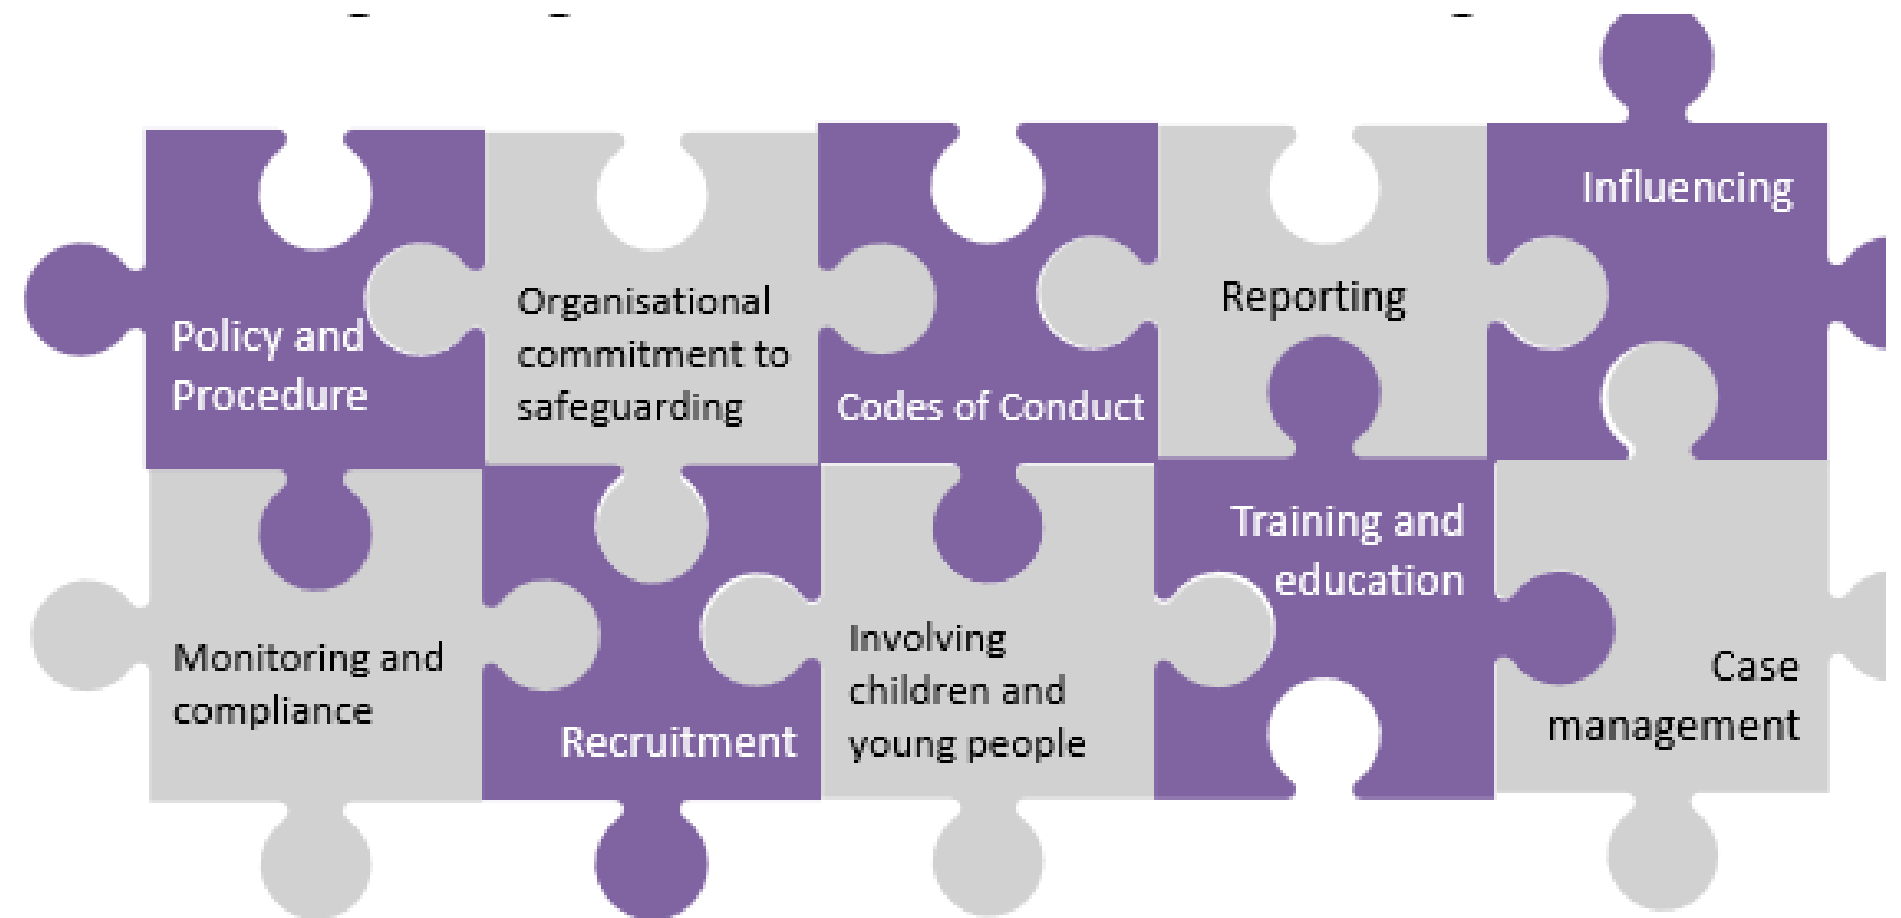 Policy and
Procedure
Organisational
commitment to
safeguarding
Codes of Conduct
Reporting
Influencing
Monitoring and
compliance
Recruitment
Involving
children and
young people
Training and
education
Case
management